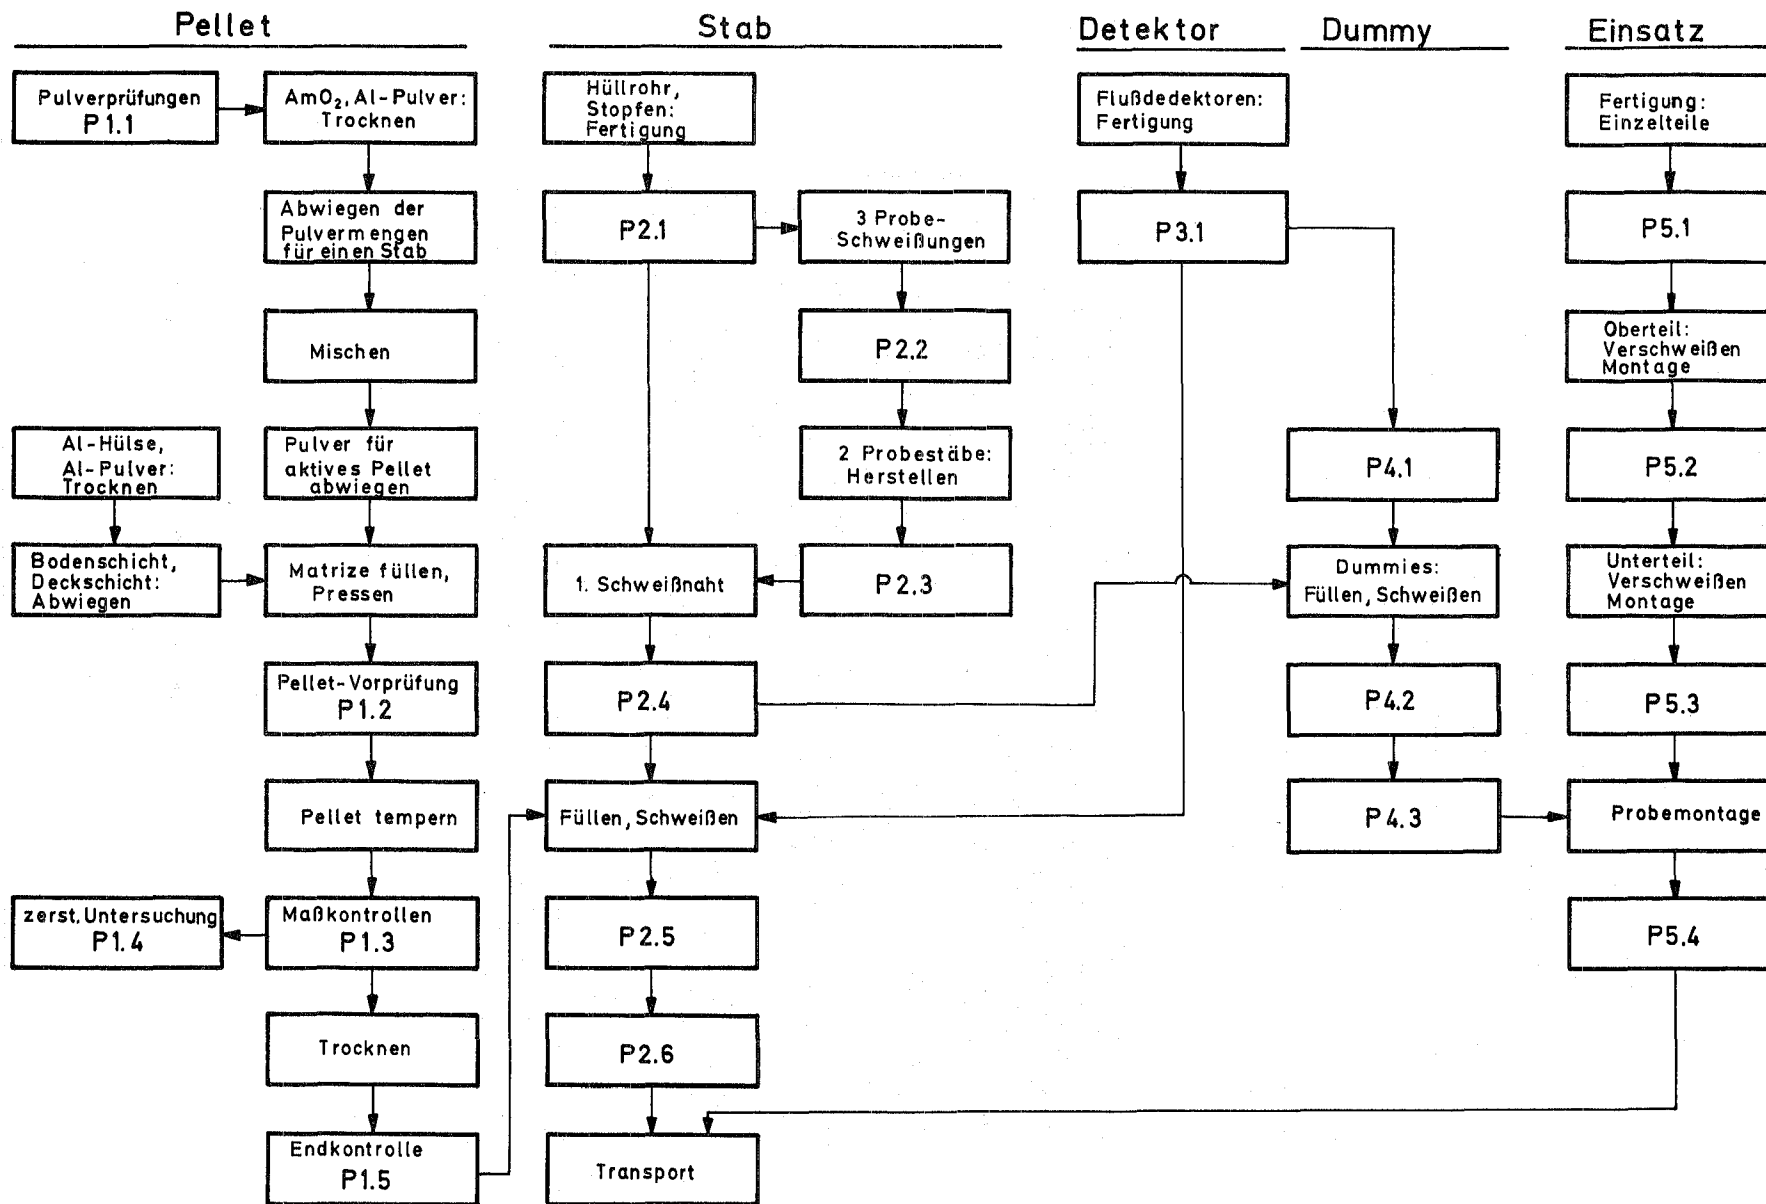 Pellet
Stab
Detektor
Dummy
Einsatz
Pulverprüfungen
P1.1
AmO₂, Al-Pulver:
Trocknen
Abwiegen der
Pulvermengen
für einen Stab
Mischen
Al-Hülse,
Al-Pulver:
Trocknen
Pulver für
aktives Pellet
abwiegen
Bodenschicht,
Deckschicht:
Abwiegen
Matrize füllen,
Pressen
Pellet-Vorprüfung
P1.2
Pellet tempern
zerst. Untersuchung
P1.4
Maßkontrollen
P1.3
Trocknen
Endkontrolle
P1.5
Hüllrohr,
Stopfen:
Fertigung
P2.1
3 Probe-
Schweißungen
P2.2
2 Probestäbe:
Herstellen
1. Schweißnaht
P2.3
P2.4
Füllen, Schweißen
P2.5
P2.6
Transport
Flußdedektoren:
Fertigung
P3.1
P4.1
Dummies:
Füllen, Schweißen
P4.2
P4.3
Fertigung:
Einzelteile
P5.1
Oberteil:
Verschweißen
Montage
P5.2
Unterteil:
Verschweißen
Montage
P5.3
Probemontage
P5.4